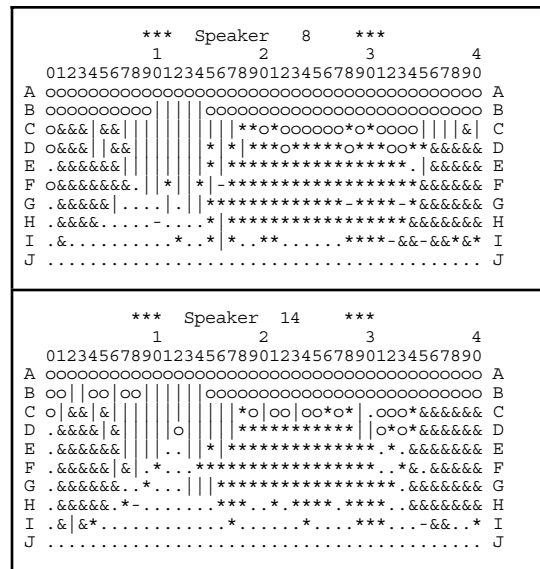 *** Speaker 8 ***
1 2 3 4
01234567890123456789012345678901234567890
A ooooooooooooooooooooooooooooooooooooooooo A
B oooooooooo|||||oooooooooooooooooooooooooo B
C o&&&|&&|||||||||||**o*oooooo*o*oooo||||&| C
D o&&&||&&|||||||*|*|***o*****o***oo**&&&&& D
E .&&&&&&||||||||*|*****************.|&&&&& E
F o&&&&&&&.||*||*|-******************&&&&&& F
G .&&&&&|....|.||*************-****-*&&&&&& G
H .&&&&.....-....*|*****************&&&&&&& H
I .&..........*..*|*..**......****-&&-&&*&* I
J ......................................... J
*** Speaker 14 ***
1 2 3 4
01234567890123456789012345678901234567890
A ooooooooooooooooooooooooooooooooooooooooo A
B oo||oo|oo||||||oooooooooooooooooooooooooo B
C o|&&|&||||||||||||*o|oo|oo*o*|.ooo*&&&&&& C
D .&&&&|&|||||o|||||***********||o*o*&&&&&& D
E .&&&&&&||||..||*|**************.*.&&&&&&& E
F .&&&&&|&|.*...*****************..*&.&&&&& F
G .&&&&&&..*...|||*****************.&&&&&&& G
H .&&&&&.*-.......***..*.****.***...&&&&&&& H
I .&|&*............*......*....***...-&&..* I
J ......................................... J